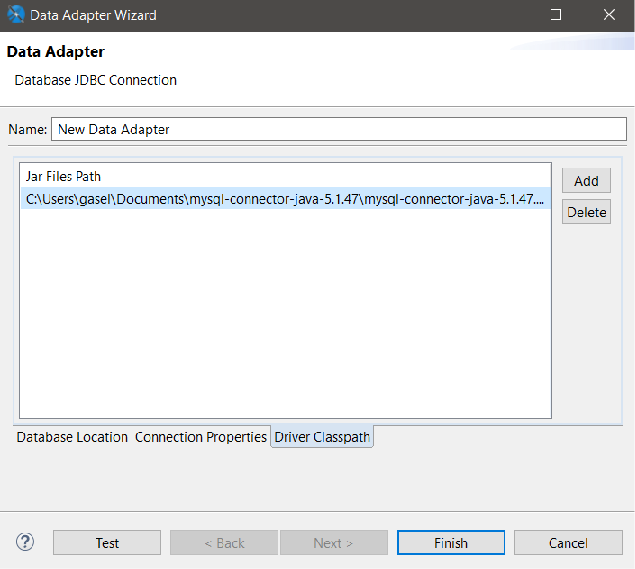 Data Adapter Wizard
Data Adapter
Database JDBC Connection
Name: New Data Adapter
Jar Files Path
C:\Users\gasel\Documents\mysql-connector-java-5.1.47\mysql-connector-java-5.1.47....
Add
Delete
Database Location Connection Properties Driver Classpath
? Test < Back Next > Finish Cancel